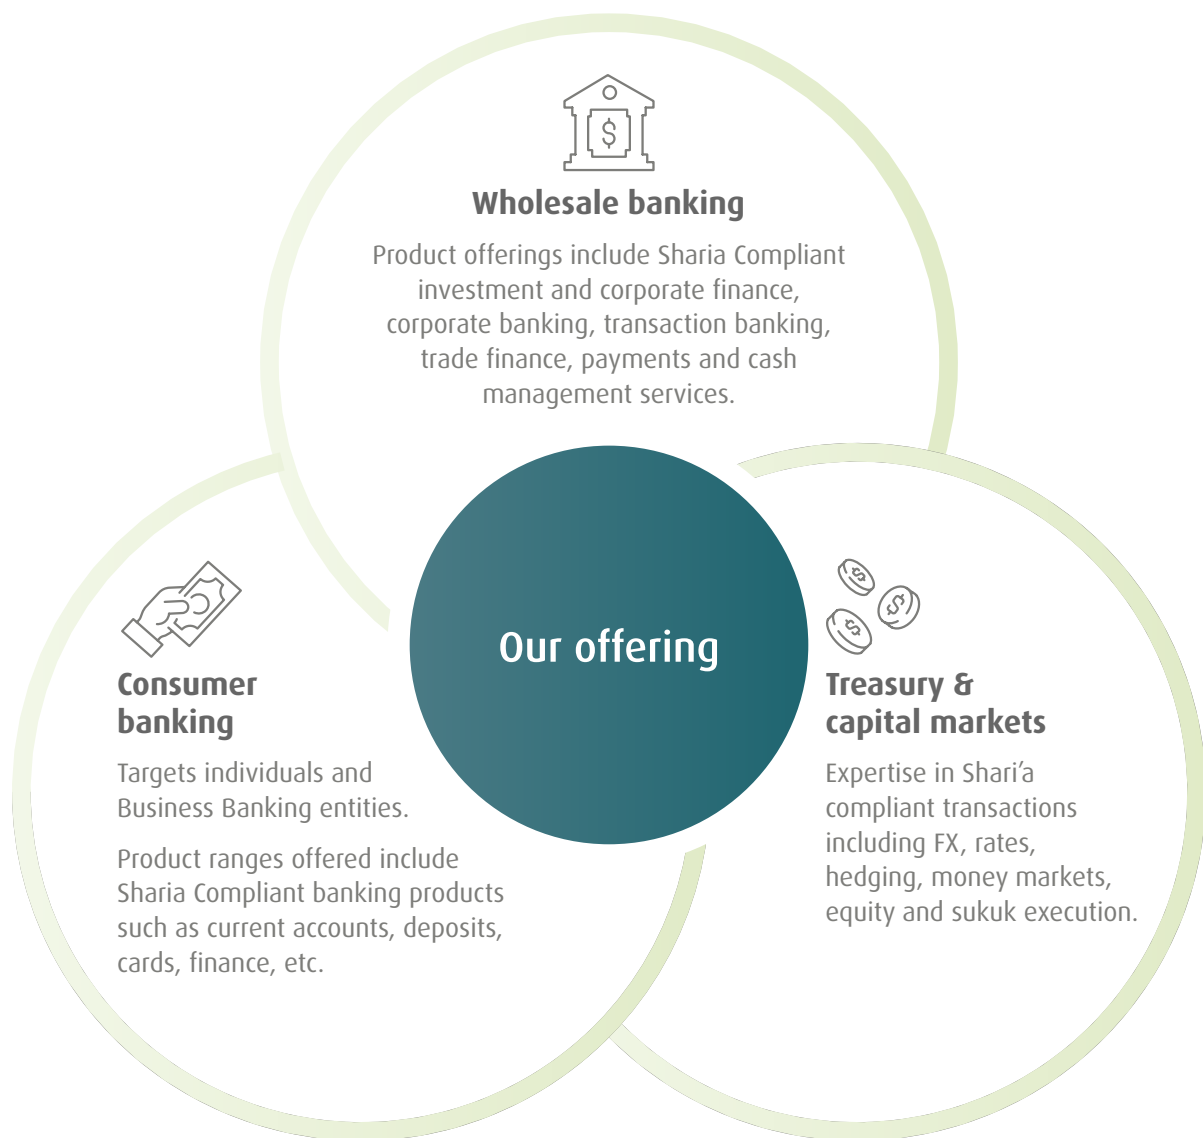 Wholesale banking
Product offerings include Sharia Compliant
investment and corporate finance,
corporate banking, transaction banking,
trade finance, payments and cash
management services.
Our offering
Consumer
banking
Targets individuals and
Business Banking entities.
Product ranges offered include
Sharia Compliant banking products
such as current accounts, deposits,
cards, finance, etc.
Treasury &
capital markets
Expertise in Shari’a
compliant transactions
including FX, rates,
hedging, money markets,
equity and sukuk execution.